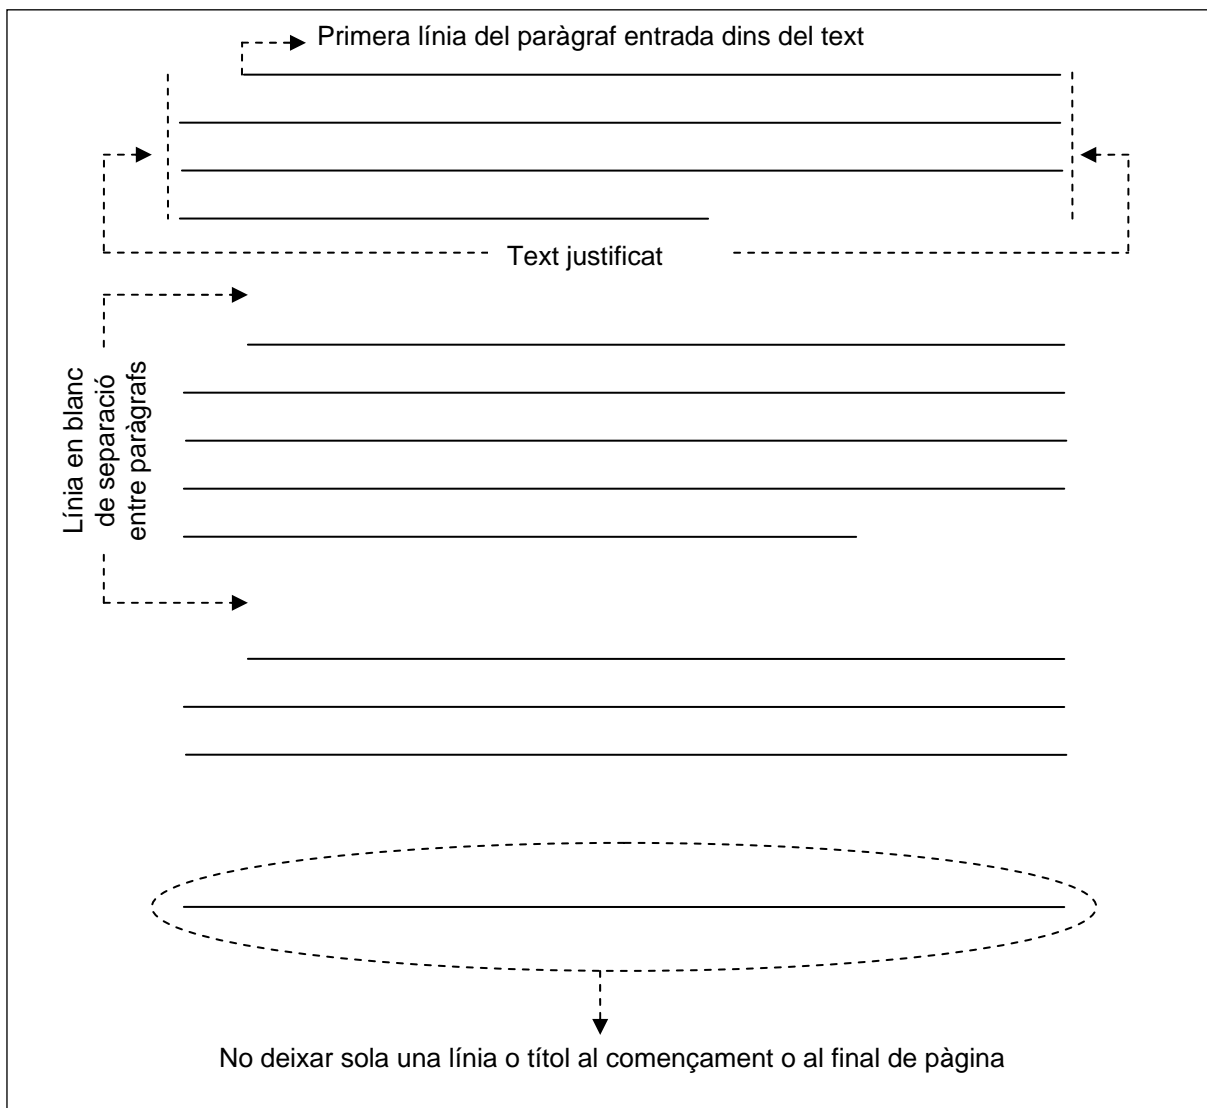 Primera línia del paràgraf entrada dins del text
Text justificat
Línia en blanc
de separació
entre paràgrafs
No deixar sola una línia o títol al començament o al final de pàgina